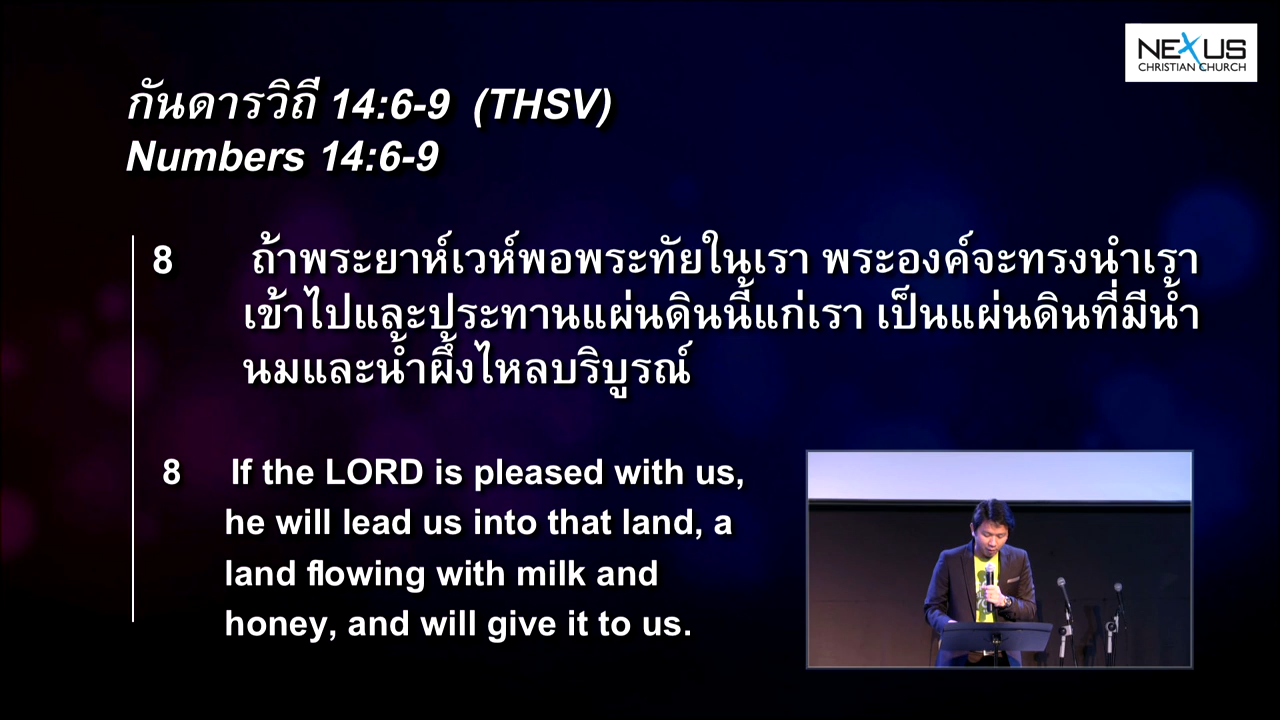 NEXUS
CHRISTIAN CHURCH
กันดารวิถี 14:6-9 (THSV)
Numbers 14:6-9
8 ถ้าพระยาห์เวห์พอพระทัยในเรา พระองค์จะทรงนำเรา
เข้าไปและประทานแผ่นดินนี้แก่เรา เป็นแผ่นดินที่มีน้ำ
นมและน้ำผึ้งไหลบริบูรณ์
8 If the LORD is pleased with us,
he will lead us into that land, a
land flowing with milk and
honey, and will give it to us.